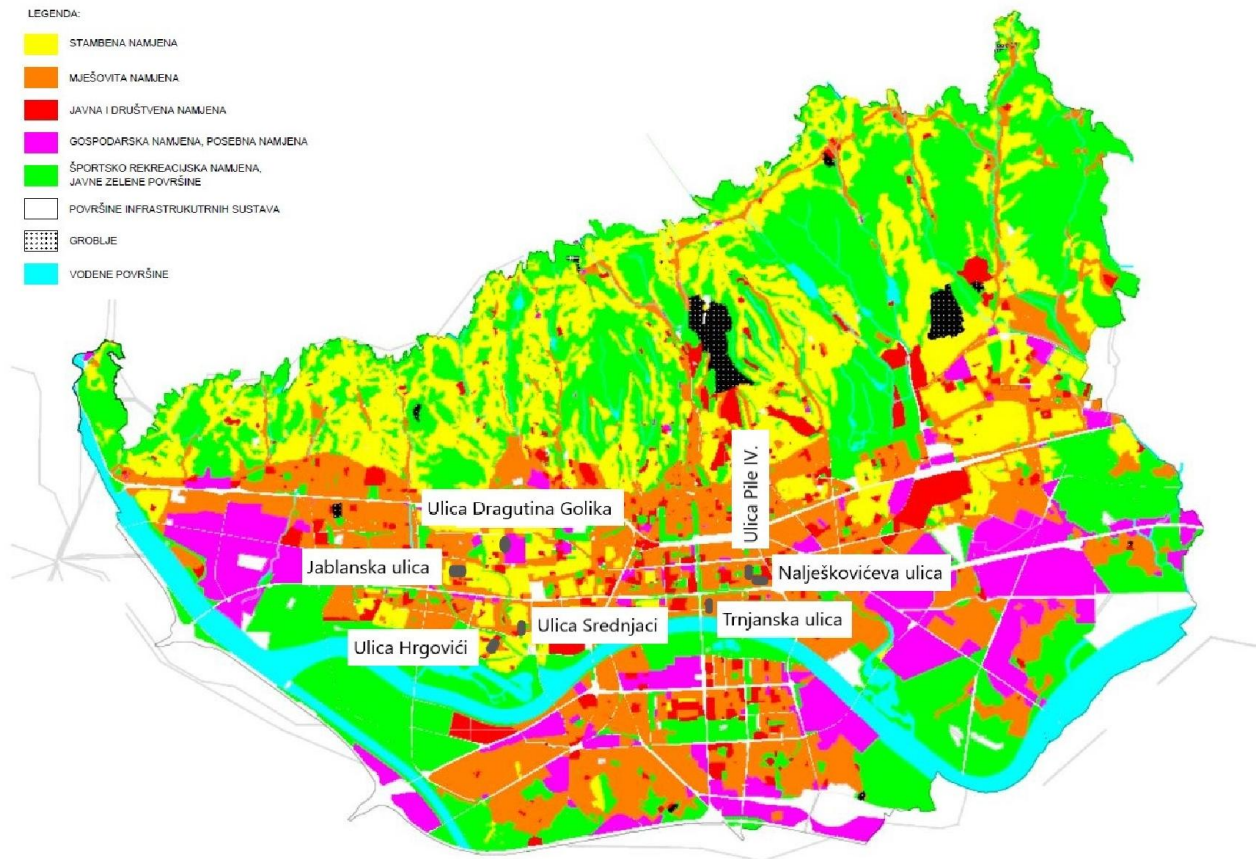 LEGENDA:
STAMBENA NAMJENA
MJEŠOVITA NAMJENA
JAVNA I DRUŠTVENA NAMJENA
GOSPODARSKA NAMJENA, POSEBNA NAMJENA
ŠPORTSKO REKREACIJSKA NAMJENA,
JAVNE ZELENE POVRŠINE
POVRŠINE INFRASTRUKUTRNIH SUSTAVA
GROBLJE
VODENE POVRŠINE
Ulica Pile IV.
Ulica Dragutina Golika
Jablanska ulica
Nalješkovićeva ulica
Ulica Srednjaci
Trnjanska ulica
Ulica Hrgovići